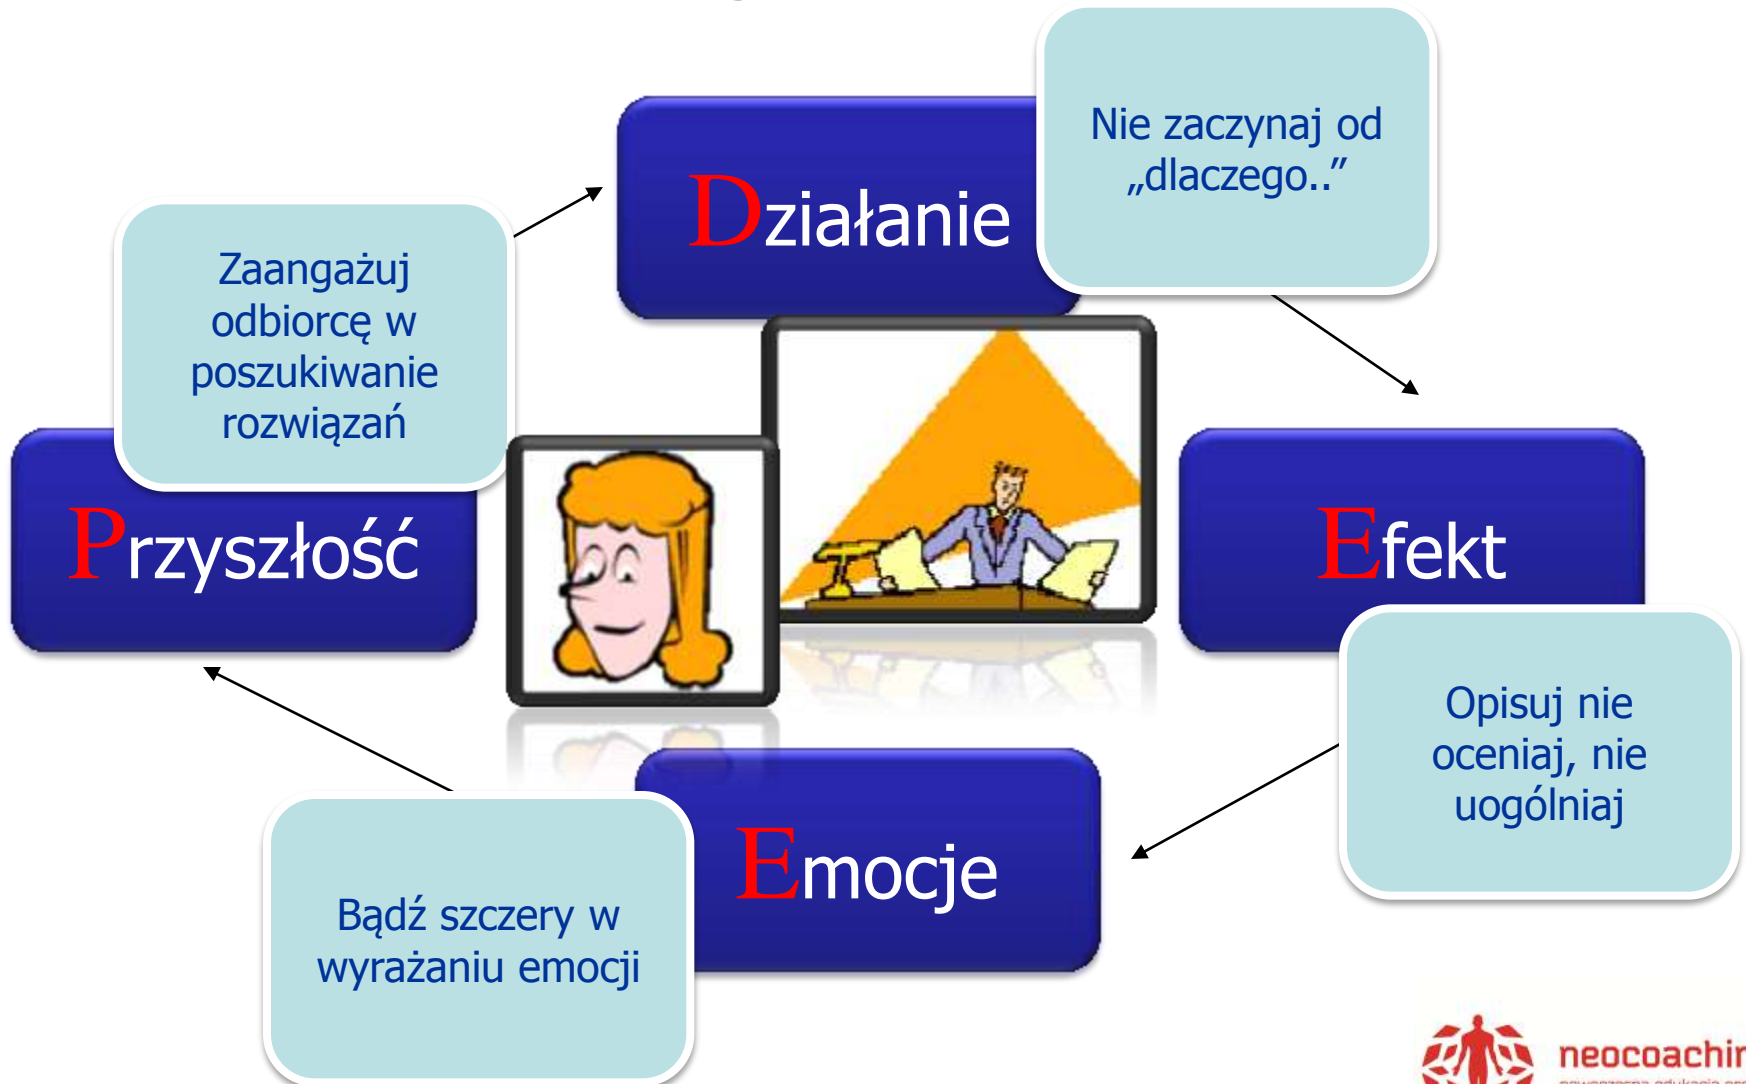 Działanie
Nie zaczynaj od
„dlaczego..”
Zaangażuj
odbiorcę w
poszukiwanie
rozwiązań
Przyszłość
Efekt
Opisuj nie
oceniaj, nie
uogólniaj
Emocje
Bądź szczery w
wyrażaniu emocji